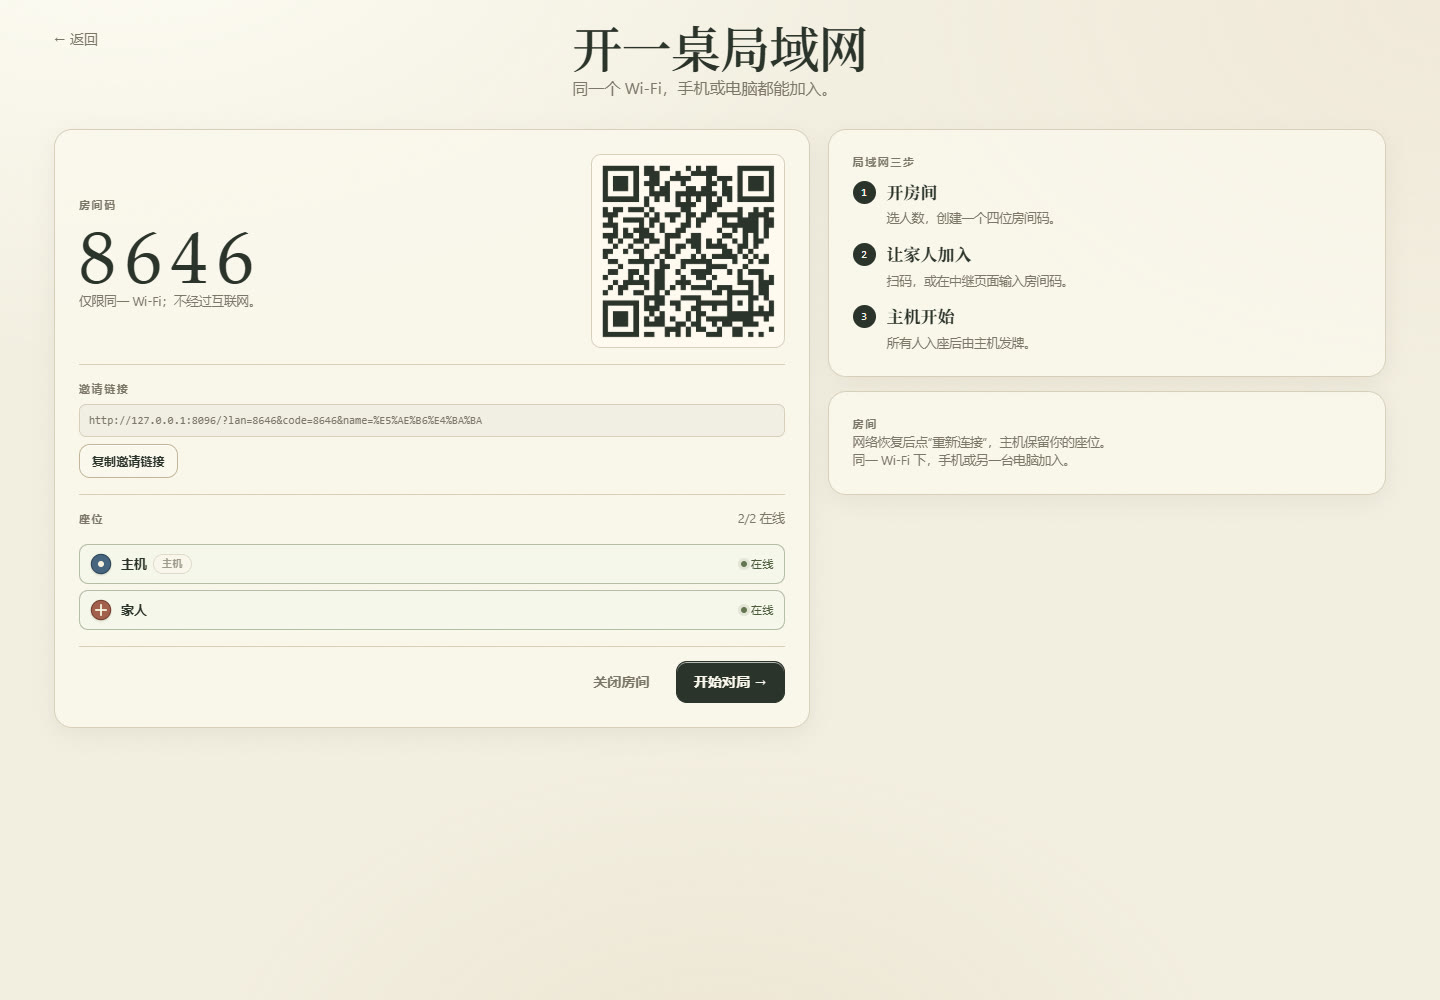 ← 返回
开一桌局域网
同一个 Wi-Fi，手机或电脑都能加入。
房间码
8646
仅限同一 Wi-Fi；不经过互联网。
邀请链接
http://127.0.0.1:8096/?lan=8646&code=8646&name=%E5%AE%B6%E4%BA%BA
复制邀请链接
座位
2/2 在线
主机 主机
在线
家人
在线
关闭房间
开始对局 →
局域网三步
1 开房间
选人数，创建一个四位房间码。
2 让家人加入
扫码，或在中继页面输入房间码。
3 主机开始
所有人入座后由主机发牌。
房间
网络恢复后点“重新连接”，主机保留你的座位。
同一 Wi-Fi 下，手机或另一台电脑加入。